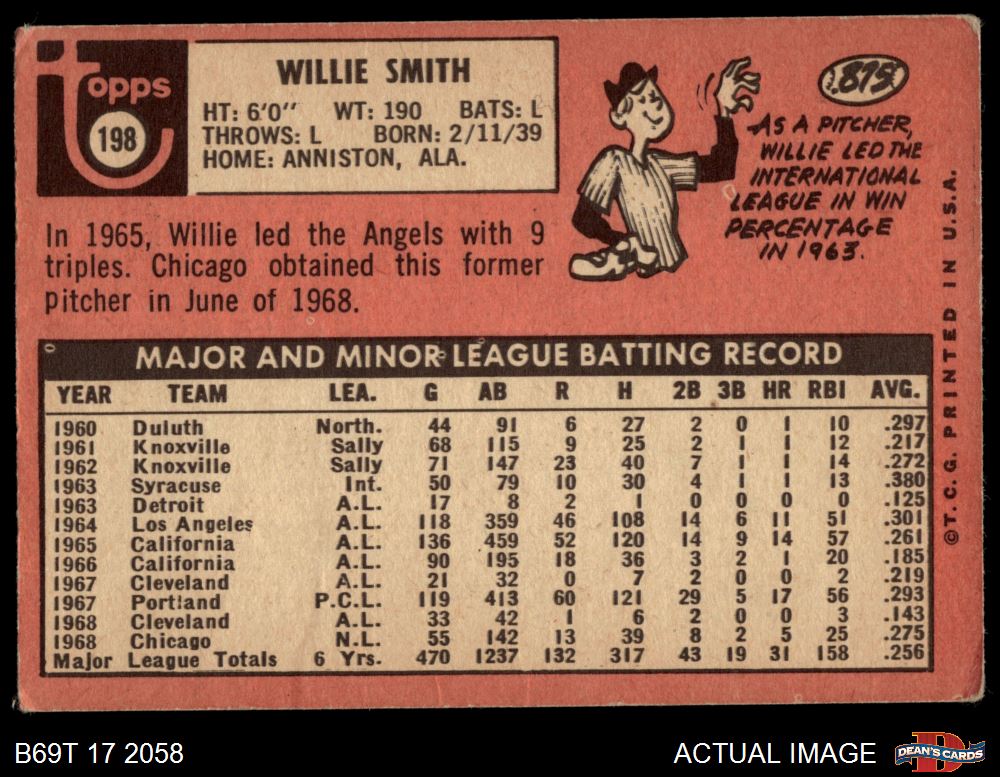 Topps
198
WILLIE SMITH
HT: 6'0" WT: 190 BATS: L
THROWS: L BORN: 2/11/39
HOME: ANNISTON, ALA.
.875
AS A PITCHER,
WILLIE LED THE
INTERNATIONAL
LEAGUE IN WIN
PERCENTAGE
IN 1963.
In 1965, Willie led the Angels with 9
triples. Chicago obtained this former
pitcher in June of 1968.
MAJOR AND MINOR LEAGUE BATTING RECORD
YEAR TEAM LEA. G AB R H 2B 3B HR RBI AVG.
1960 Duluth North. 44 91 6 27 2 0 1 10 .297
1961 Knoxville Sally 68 115 9 25 2 1 1 12 .217
1962 Knoxville Sally 71 147 23 40 7 1 1 14 .272
1963 Syracuse Int. 50 79 10 30 4 1 1 13 .380
1963 Detroit A.L. 17 8 2 1 0 0 0 0 .125
1964 Los Angeles A.L. 118 359 46 108 14 6 11 51 .301
1965 California A.L. 136 459 52 120 14 9 14 57 .261
1966 California A.L. 90 195 18 36 3 2 1 20 .185
1967 Cleveland A.L. 21 32 0 7 2 0 0 2 .219
1967 Portland P.C.L. 119 413 60 121 29 5 17 56 .293
1968 Cleveland A.L. 33 42 1 6 2 0 0 3 .143
1968 Chicago N.L. 55 142 13 39 8 2 5 25 .275
Major League Totals 6 Yrs. 470 1237 132 317 43 19 31 158 .256
©T.C.G. PRINTED IN U.S.A.
B69T 17 2058
ACTUAL IMAGE
DEAN'S CARDS